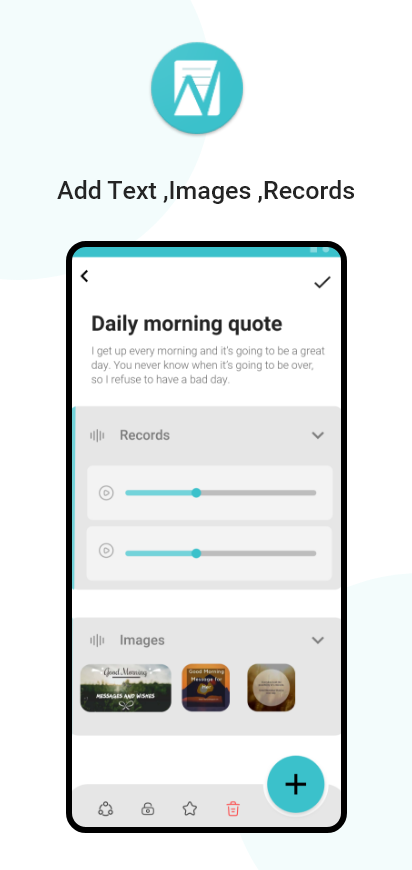 Add Text ,Images ,Records
Daily morning quote
I get up every morning and it's going to be a great
day. You never know when it's going to be over,
so I refuse to have a bad day.
Records
Images
Good Morning
MESSAGES AND WISHES
Good Morning
Message for